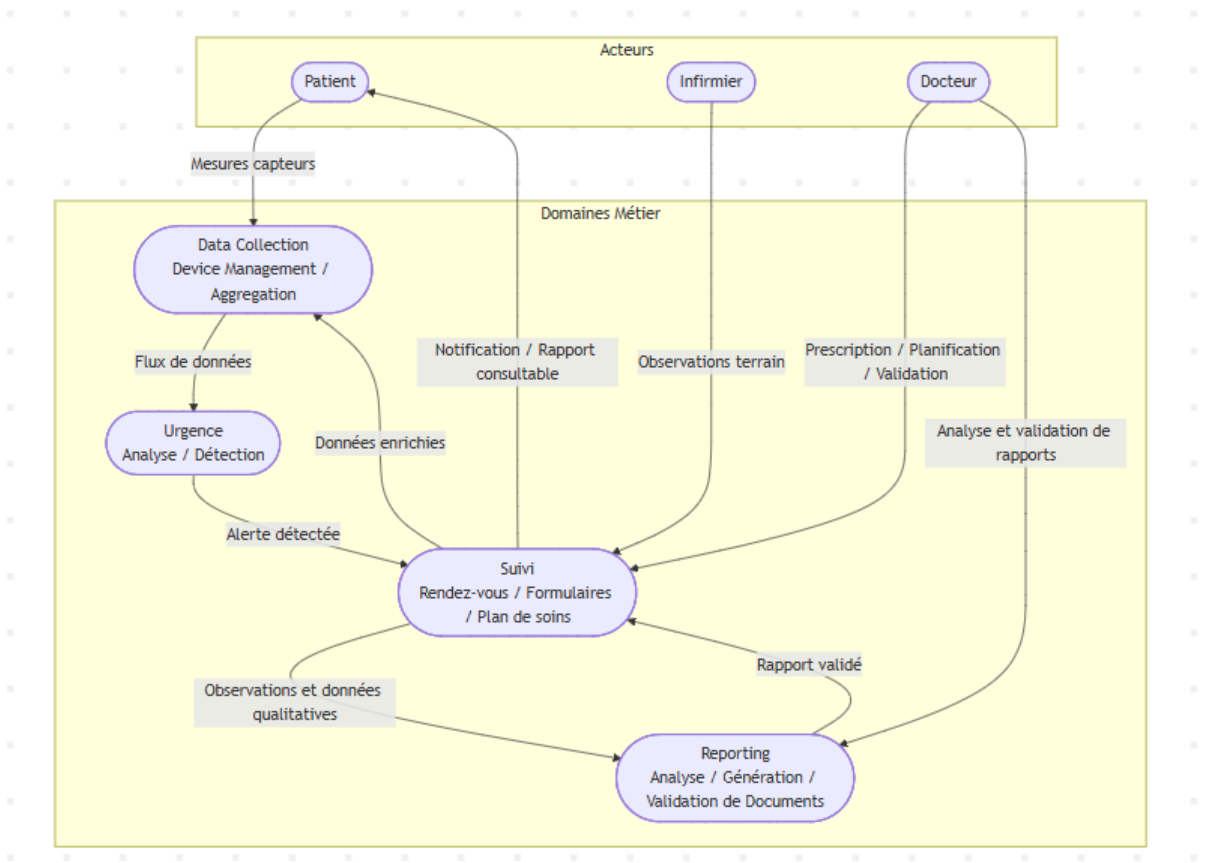 Acteurs
Patient
Infirmier
Docteur
Mesures capteurs
Domaines Métier
Data Collection
Device Management /
Aggregation
Flux de données
Notification / Rapport
consultable
Observations terrain
Prescription / Planification
/ Validation
Urgence
Analyse / Détection
Données enrichies
Analyse et validation de
rapports
Alerte détectée
Suivi
Rendez-vous / Formulaires
/ Plan de soins
Rapport validé
Observations et données
qualitatives
Reporting
Analyse / Génération /
Validation de Documents